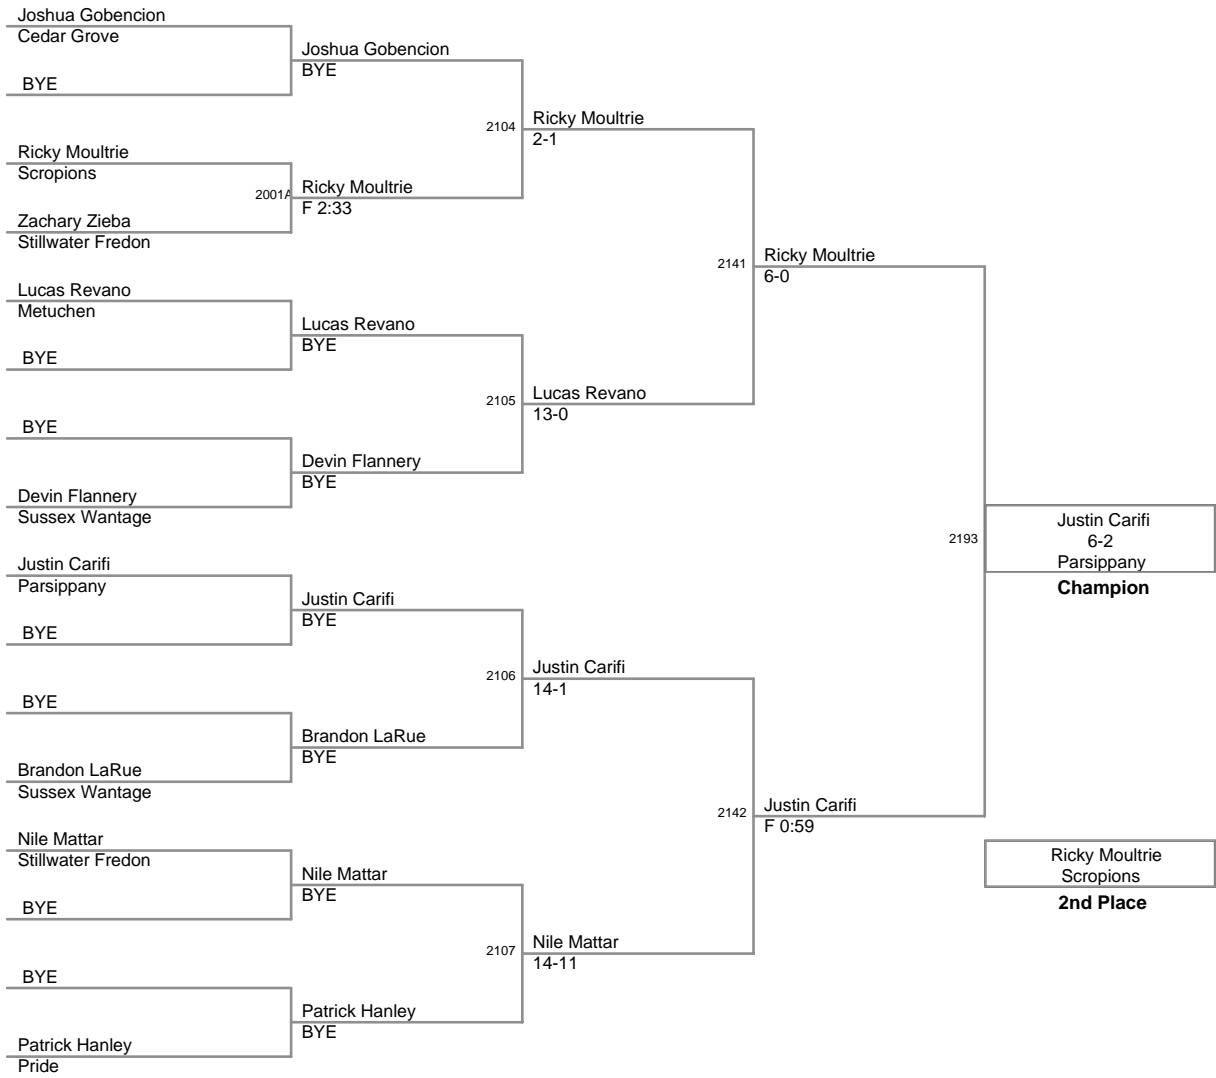 Joshua Gobencion
Cedar Grove
Joshua Gobencion
BYE
BYE
2104
Ricky Moultrie
2-1
Ricky Moultrie
Scropions
2001A
Ricky Moultrie
F 2:33
Zachary Zieba
Stillwater Fredon
2141
Ricky Moultrie
6-0
Lucas Revano
Metuchen
Lucas Revano
BYE
BYE
2105
Lucas Revano
13-0
BYE
Devin Flannery
BYE
Devin Flannery
Sussex Wantage
2193
Justin Carifi
6-2
Parsippany
Champion
Justin Carifi
Parsippany
Justin Carifi
BYE
BYE
2106
Justin Carifi
14-1
BYE
Brandon LaRue
BYE
Brandon LaRue
Sussex Wantage
2142
Justin Carifi
F 0:59
Nile Mattar
Stillwater Fredon
Ricky Moultrie
Scropions
2nd Place
Nile Mattar
BYE
BYE
2107
Nile Mattar
14-11
BYE
Patrick Hanley
BYE
Patrick Hanley
Pride